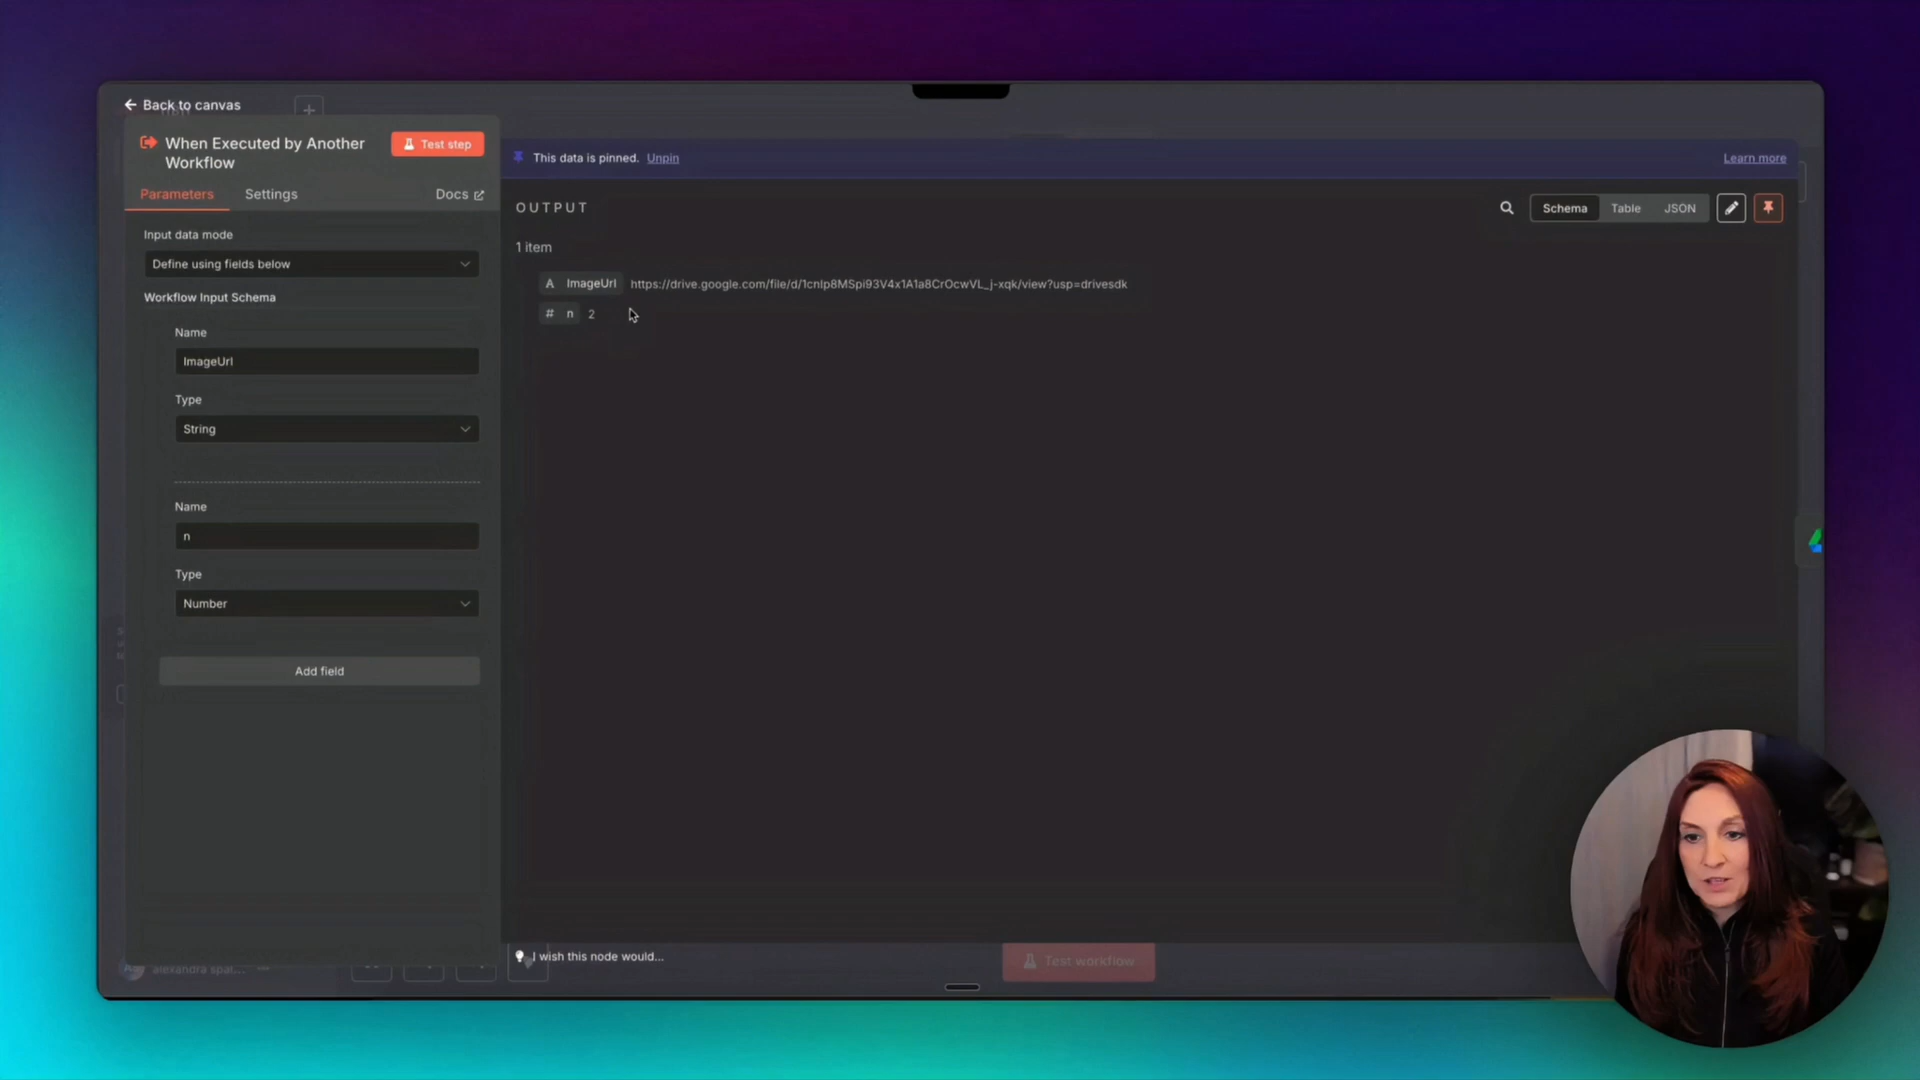 Back to canvas
When Executed by Another
Workflow
Test step
Parameters
Settings
Docs
Input data mode
Define using fields below
Workflow Input Schema
Name
ImageUrl
Type
String
Name
n
Type
Number
Add field
This data is pinned. Unpin
Learn more
OUTPUT
Schema
Table
JSON
1 item
A ImageUrl https://drive.google.com/file/d/1cnIp8MSpi93V4x1A1a8CrOcwVL_j-xqk/view?usp=drivesdk
# n 2
I wish this node would...
Test workflow
alexandra spal...